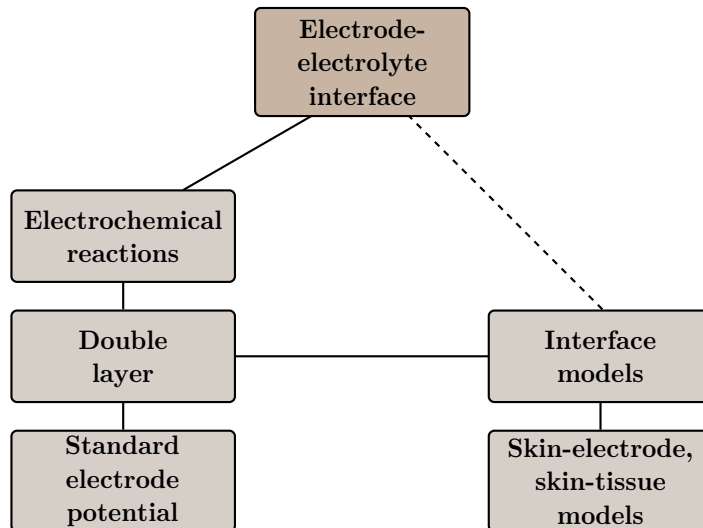 Electrode-
electrolyte
interface
Electrochemical
reactions
Double
layer
Interface
models
Standard
electrode
potential
Skin-electrode,
skin-tissue
models